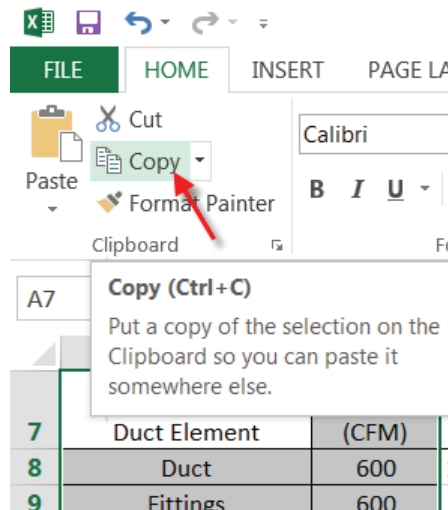 FILE HOME INSERT PAGE LA
Cut
Copy
Format Painter
Paste
Calibri
B I U
Clipboard
A7
Copy (Ctrl+C)
Put a copy of the selection on the
Clipboard so you can paste it
somewhere else.
7 Duct Element (CFM)
8 Duct 600
9 Fittings 600